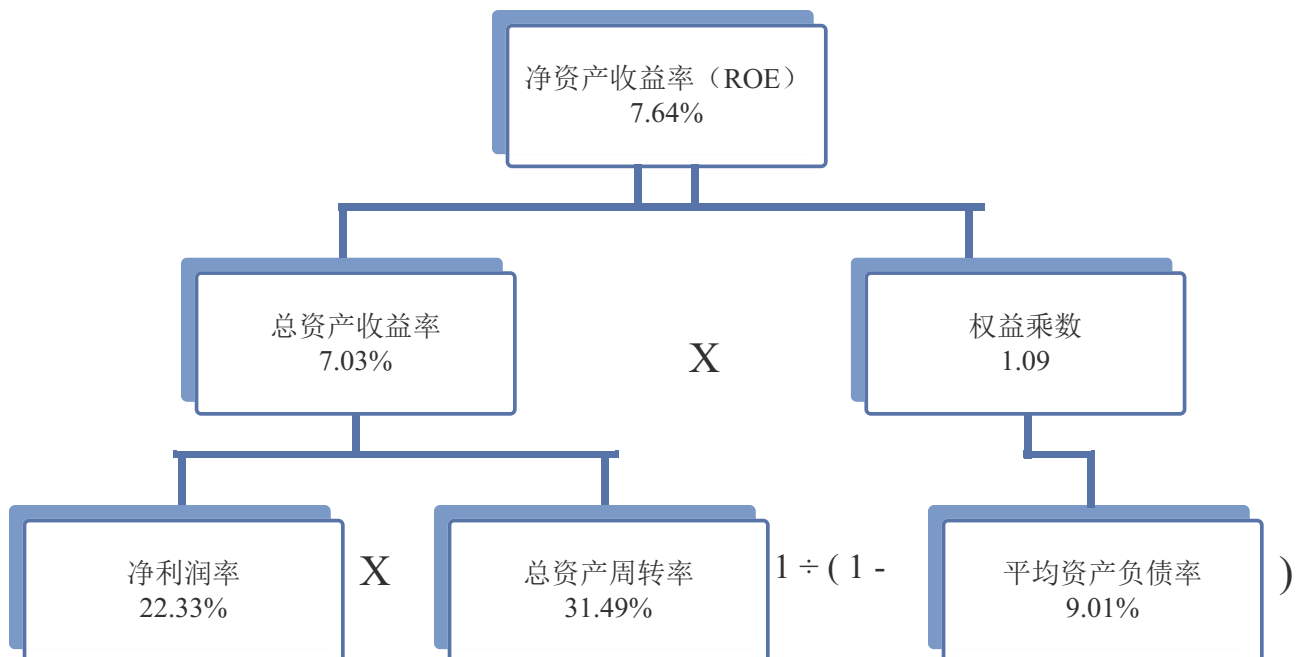 净资产收益率（ROE）
7.64%
总资产收益率
7.03%
X
权益乘数
1.09
净利润率
22.33%
X
总资产周转率
31.49%
1 ÷ ( 1 -
平均资产负债率
9.01%
)